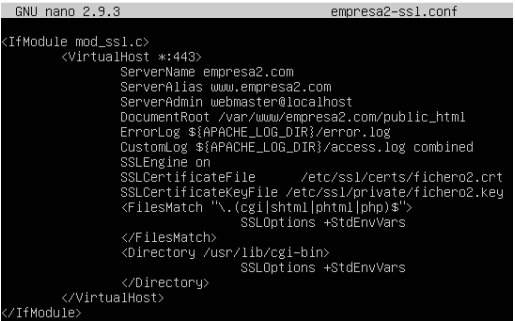 GNU nano 2.9.3 empresa2-ssl.conf
<IfModule mod_ssl.c>
<VirtualHost *:443>
ServerName empresa2.com
ServerAlias www.empresa2.com
ServerAdmin webmaster@localhost
DocumentRoot /var/www/empresa2.com/public_html
ErrorLog ${APACHE_LOG_DIR}/error.log
CustomLog ${APACHE_LOG_DIR}/access.log combined
SSLEngine on
SSLCertificateFile /etc/ssl/certs/fichero2.crt
SSLCertificateKeyFile /etc/ssl/private/fichero2.key
<FilesMatch "\.(cgi|shtml|phtml|php)$">
SSLOptions +StdEnvVars
</FilesMatch>
<Directory /usr/lib/cgi-bin>
SSLOptions +StdEnvVars
</Directory>
</VirtualHost>
</IfModule>